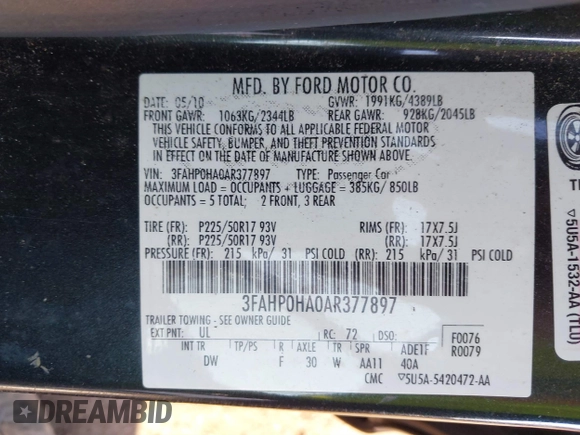 MFD. BY FORD MOTOR CO.
DATE: 05/10 GVWR: 1991KG/4389LB
FRONT GAWR: 1063KG/2344LB REAR GAWR: 928KG/2045LB
THIS VEHICLE CONFORMS TO ALL APPLICABLE FEDERAL MOTOR
VEHICLE SAFETY, BUMPER, AND THEFT PREVENTION STANDARDS
IN EFFECT ON THE DATE OF MANUFACTURE SHOWN ABOVE.
VIN: 3FAHP0HA0AR377897 TYPE: Passenger Car
MAXIMUM LOAD = OCCUPANTS + LUGGAGE = 385KG/ 850LB
OCCUPANTS = 5 TOTAL; 2 FRONT, 3 REAR
TIRE (FR): P225/50R17 93V RIMS (FR): 17X7.5J
(RR): P225/50R17 93V (RR): 17X7.5J
PRESSURE (FR): 215 kPa/ 31 PSI COLD (RR): 215 kPa/ 31 PSI COLD
3FAHP0HA0AR377897
TRAILER TOWING - SEE OWNER GUIDE
EXT PNT: UL RC: 72 DSO: F0076
R0079
INT TR TP/PS R AXLE TR SPR ADE1F
DW F 30 W AA11 40A
CMC ▽5U5A-5420472-AA
▽5U5A-1532-AA (TLU)
DREAMBID